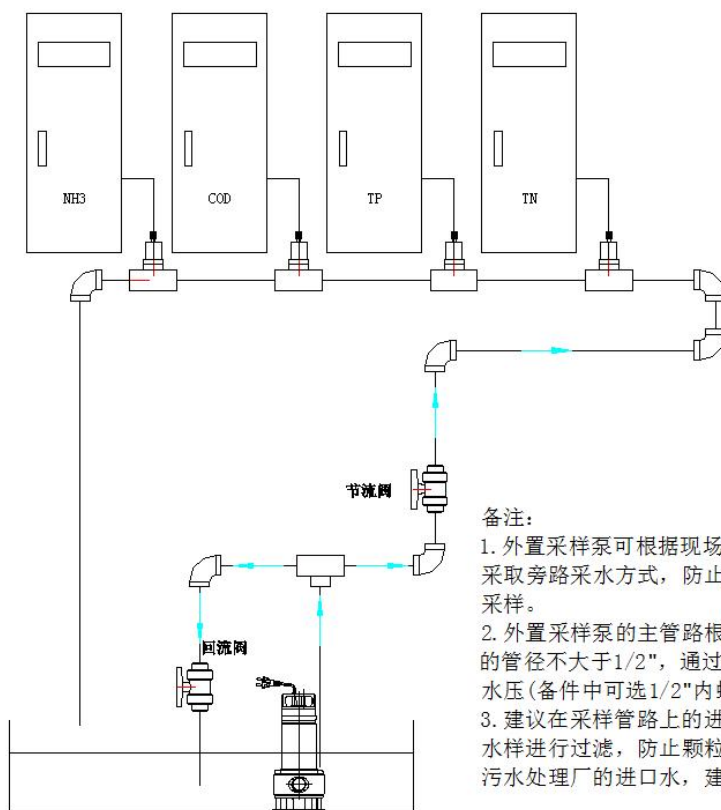 NH3
COD
TP
TN
节流阀
回流阀
备注:
1. 外置采样泵可根据现场
采取旁路采水方式，防止
采样。
2. 外置采样泵的主管路根
的管径不大于1/2"，通过
水压(备件中可选1/2"内
3. 建议在采样管路上的进
水样进行过滤，防止颗粒
污水处理厂的进口水，建